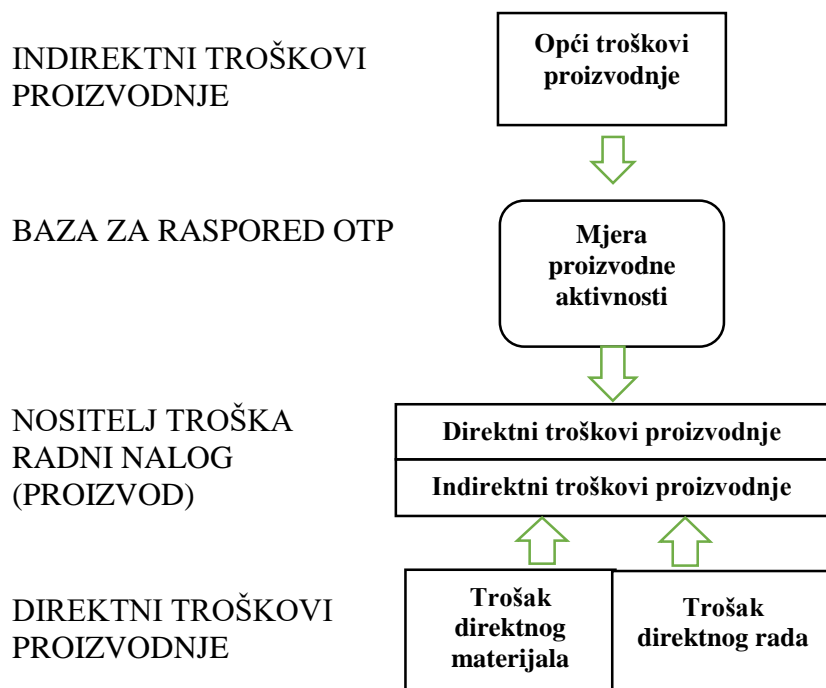 INDIREKTNI TROŠKOVI
PROIZVODNJE
Opći troškovi
proizvodnje
BAZA ZA RASPORED OTP
Mjera
proizvodne
aktivnosti
NOSITELJ TROŠKA
RADNI NALOG
(PROIZVOD)
Direktni troškovi proizvodnje
Indirektni troškovi proizvodnje
DIREKTNI TROŠKOVI
PROIZVODNJE
Trošak
direktnog
materijala
Trošak
direktnog rada